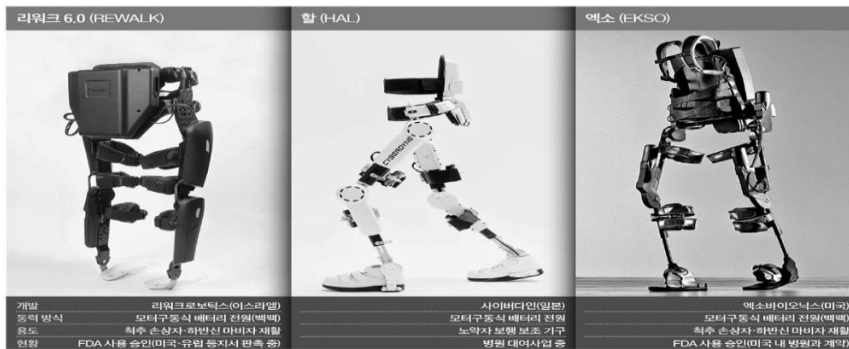 리워크 6.0 (REWALK)
할 (HAL)
엑소 (EKSO)
CYBERDYNE
개발 리워크로보틱스(이스라엘)
동력 방식 모터구동식 배터리 전원(백팩)
용도 척추 손상자·하반신 마비자 재활
현황 FDA 사용 승인(미국·유럽 등지서 판촉 중)
사이버다인(일본)
모터구동식 배터리 전원
노약자 보행 보조 기구
병원 대여사업 중
엑소바이오닉스(미국)
모터구동식 배터리 전원(백팩)
척추 손상자·하반신 마비자 재활
FDA 사용 승인(미국 내 병원과 계약)